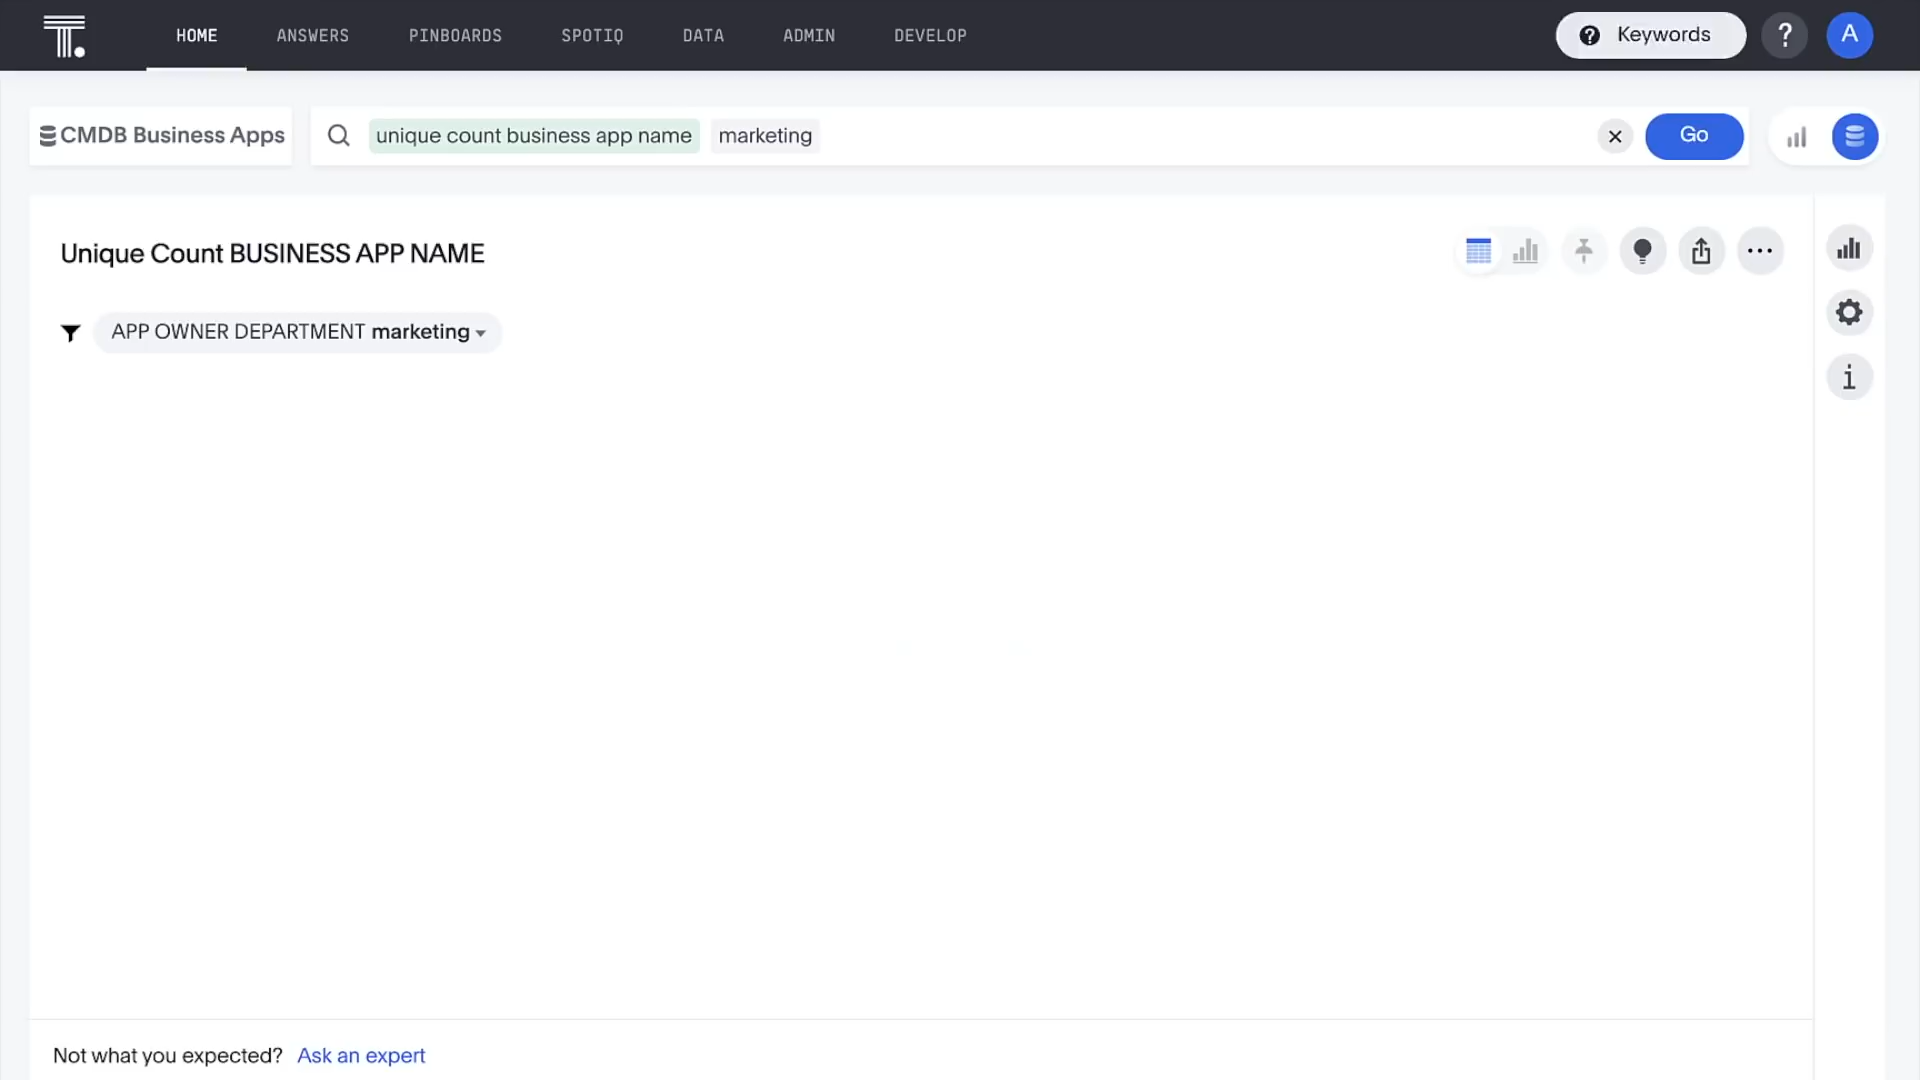 HOME ANSWERS PINBOARDS SPOTIQ DATA ADMIN DEVELOP Keywords ? A
CMDB Business Apps unique count business app name marketing Go
Unique Count BUSINESS APP NAME
APP OWNER DEPARTMENT marketing
Not what you expected? Ask an expert